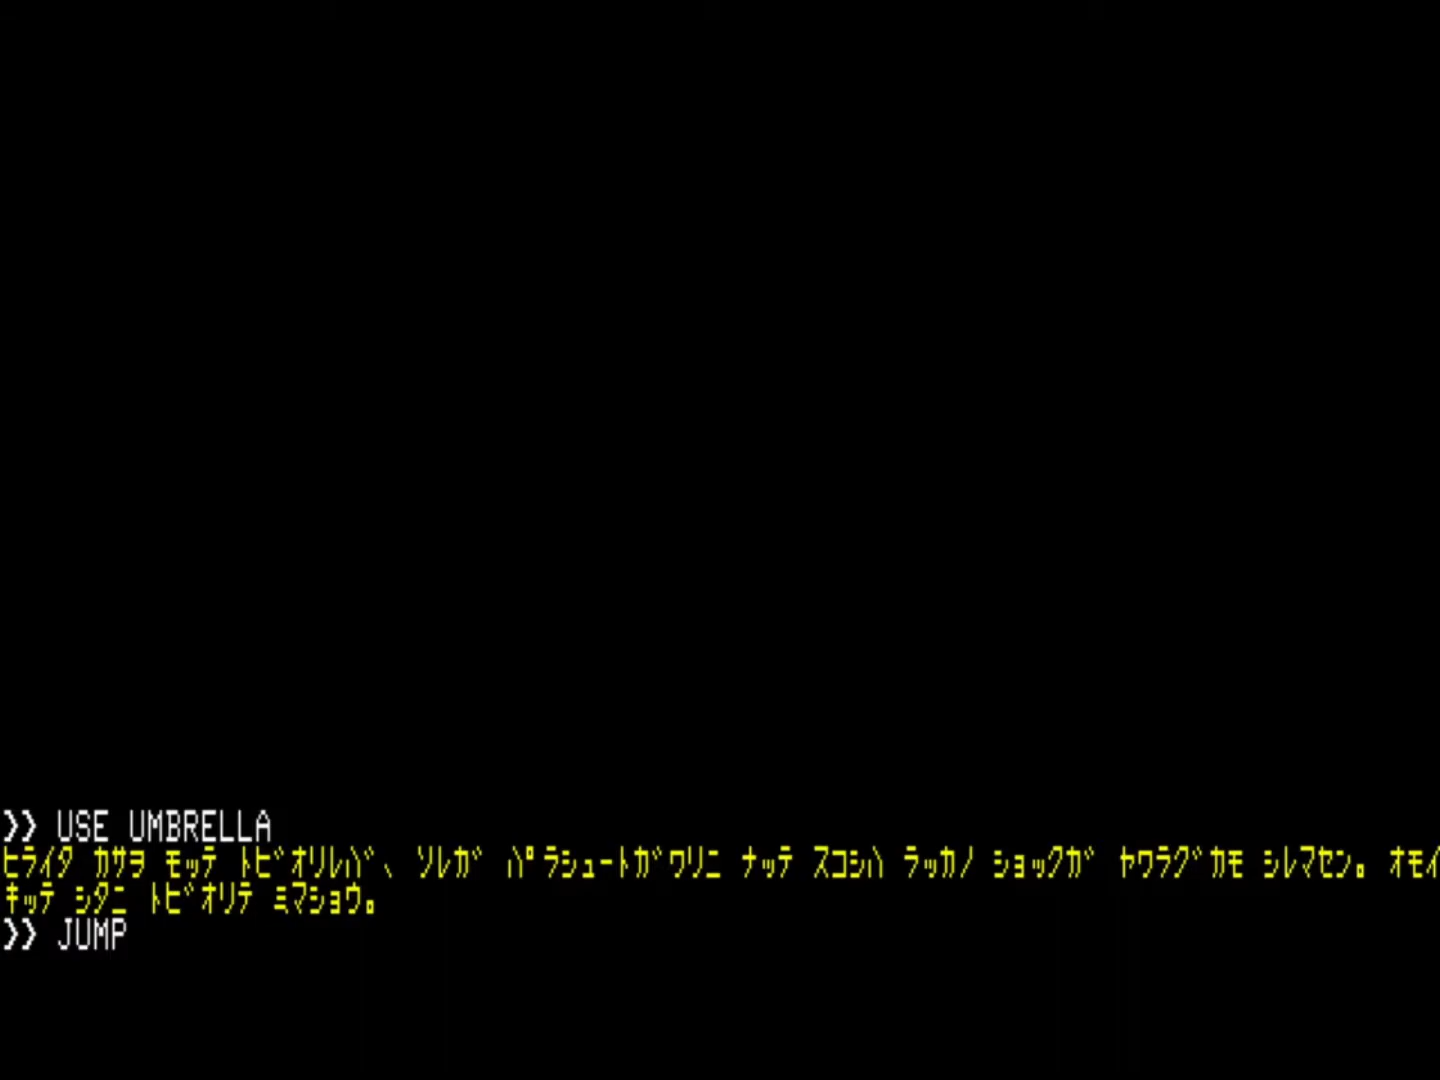 》 USE UMBRELLA
ヒライタ カサヲ モッテ トビオリレバ、 ソレガ パラシュートガワリニ ナッテ スコシハ ラッカノ ショックガ ヤワラグカモ シレマセン。 オモイ
キッテ シタニ トビオリテ ミマショウ。
》 JUMP